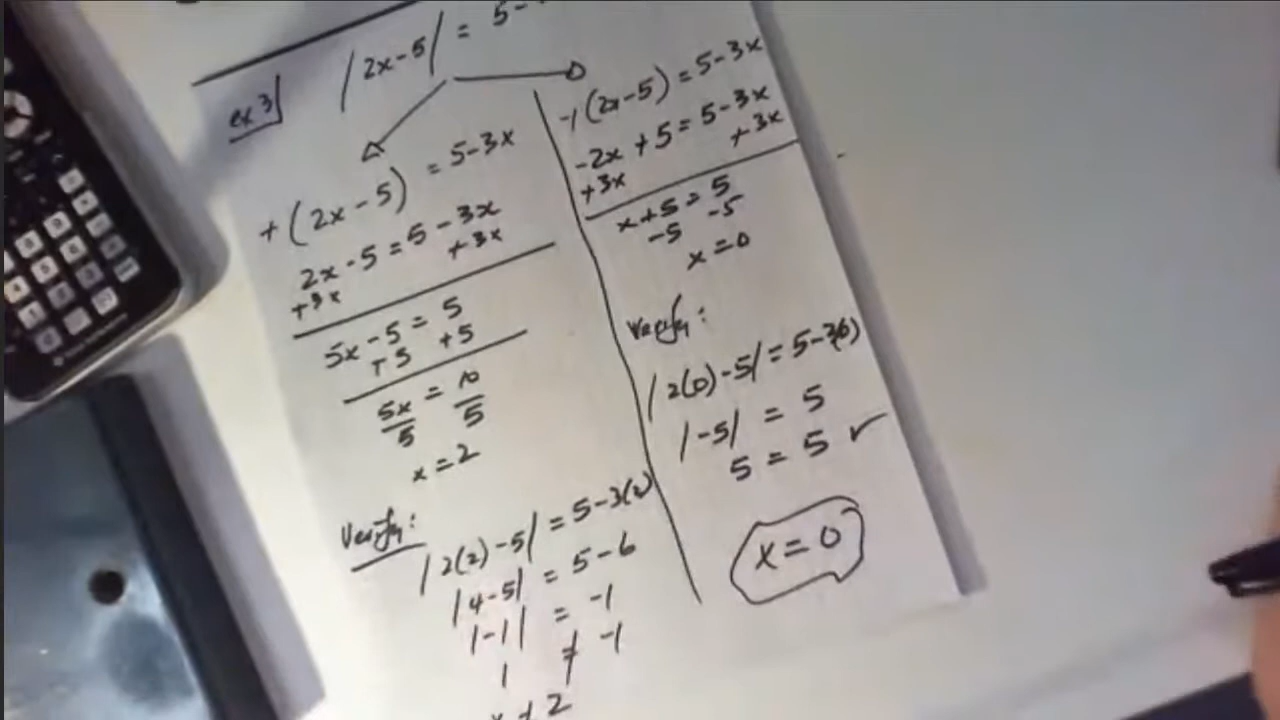 ex 3 |2x-5| = 5-
+(2x-5) = 5-3x
2x-5=5-3x
+3x +3x
5x-5=5
+5 +5
5x/5 = 10/5
x=2
Verify:
|2(2)-5| = 5-3(2)
|4-5| = 5-6
|-1| = -1
1 ≠ -1
x ≠ 2
-1(2x-5)=5-3x
-2x+5=5-3x
+3x +3x
x+5=5
-5 -5
x=0
Verify:
|2(0)-5|=5-3(0)
|-5| = 5
5 = 5 ✓
x=0